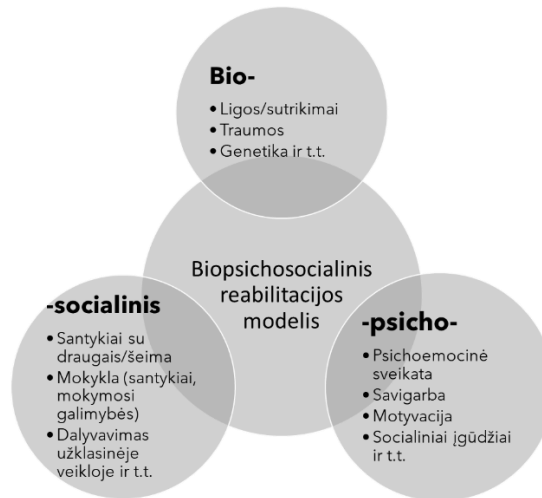 Bio-
• Ligos/sutrikimai
• Traumos
• Genetika ir t.t.
Biopsichosocialinis
reabilitacijos
modelis
-socialinis
• Santykiai su
draugais/šeima
• Mokykla (santykiai,
mokymosi
galimybės)
• Dalyvavimas
užklasinėje
veikloje ir t.t.
-psicho-
• Psichoemocinė
sveikata
• Savigarba
• Motyvacija
• Socialiniai įgūdžiai
ir t.t.